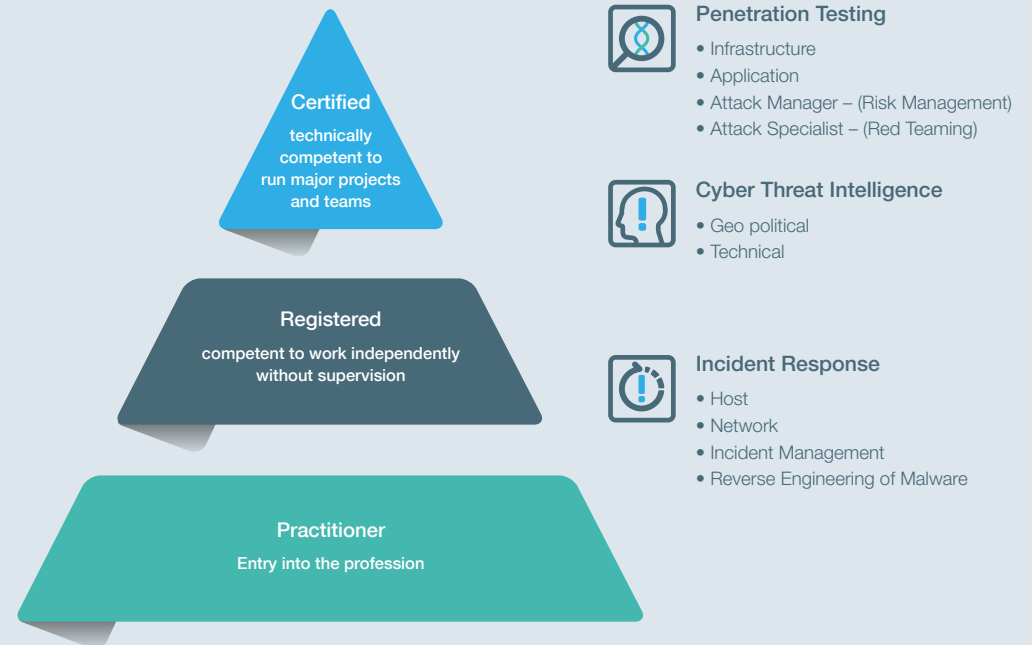 Certified
technically
competent to
run major projects
and teams
Registered
competent to work independently
without supervision
Practitioner
Entry into the profession
Penetration Testing
• Infrastructure
• Application
• Attack Manager – (Risk Management)
• Attack Specialist – (Red Teaming)
Cyber Threat Intelligence
• Geo political
• Technical
Incident Response
• Host
• Network
• Incident Management
• Reverse Engineering of Malware